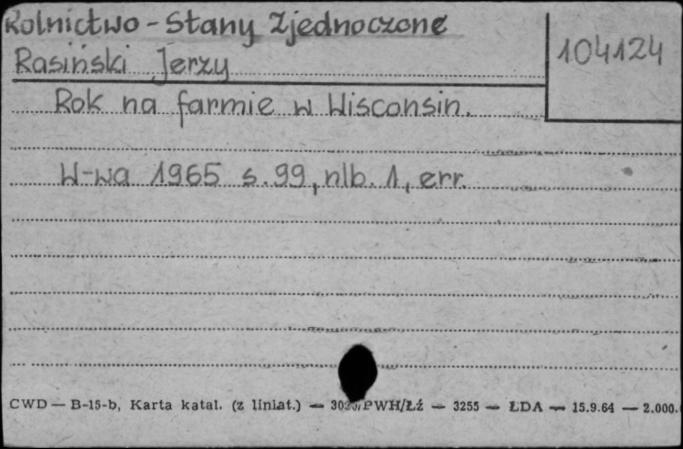 Rolnictwo - Stany Zjednoczone
104124
Rasiński Jerzy
Rok na farmie w Wisconsin.
W-wa 1965 s. 99, nlb. 1, err.
CWD — B-15-b, Karta katal. (z liniat.) — PWH/Łź — 3255 — ŁDA — 15.9.64 — 2.000.